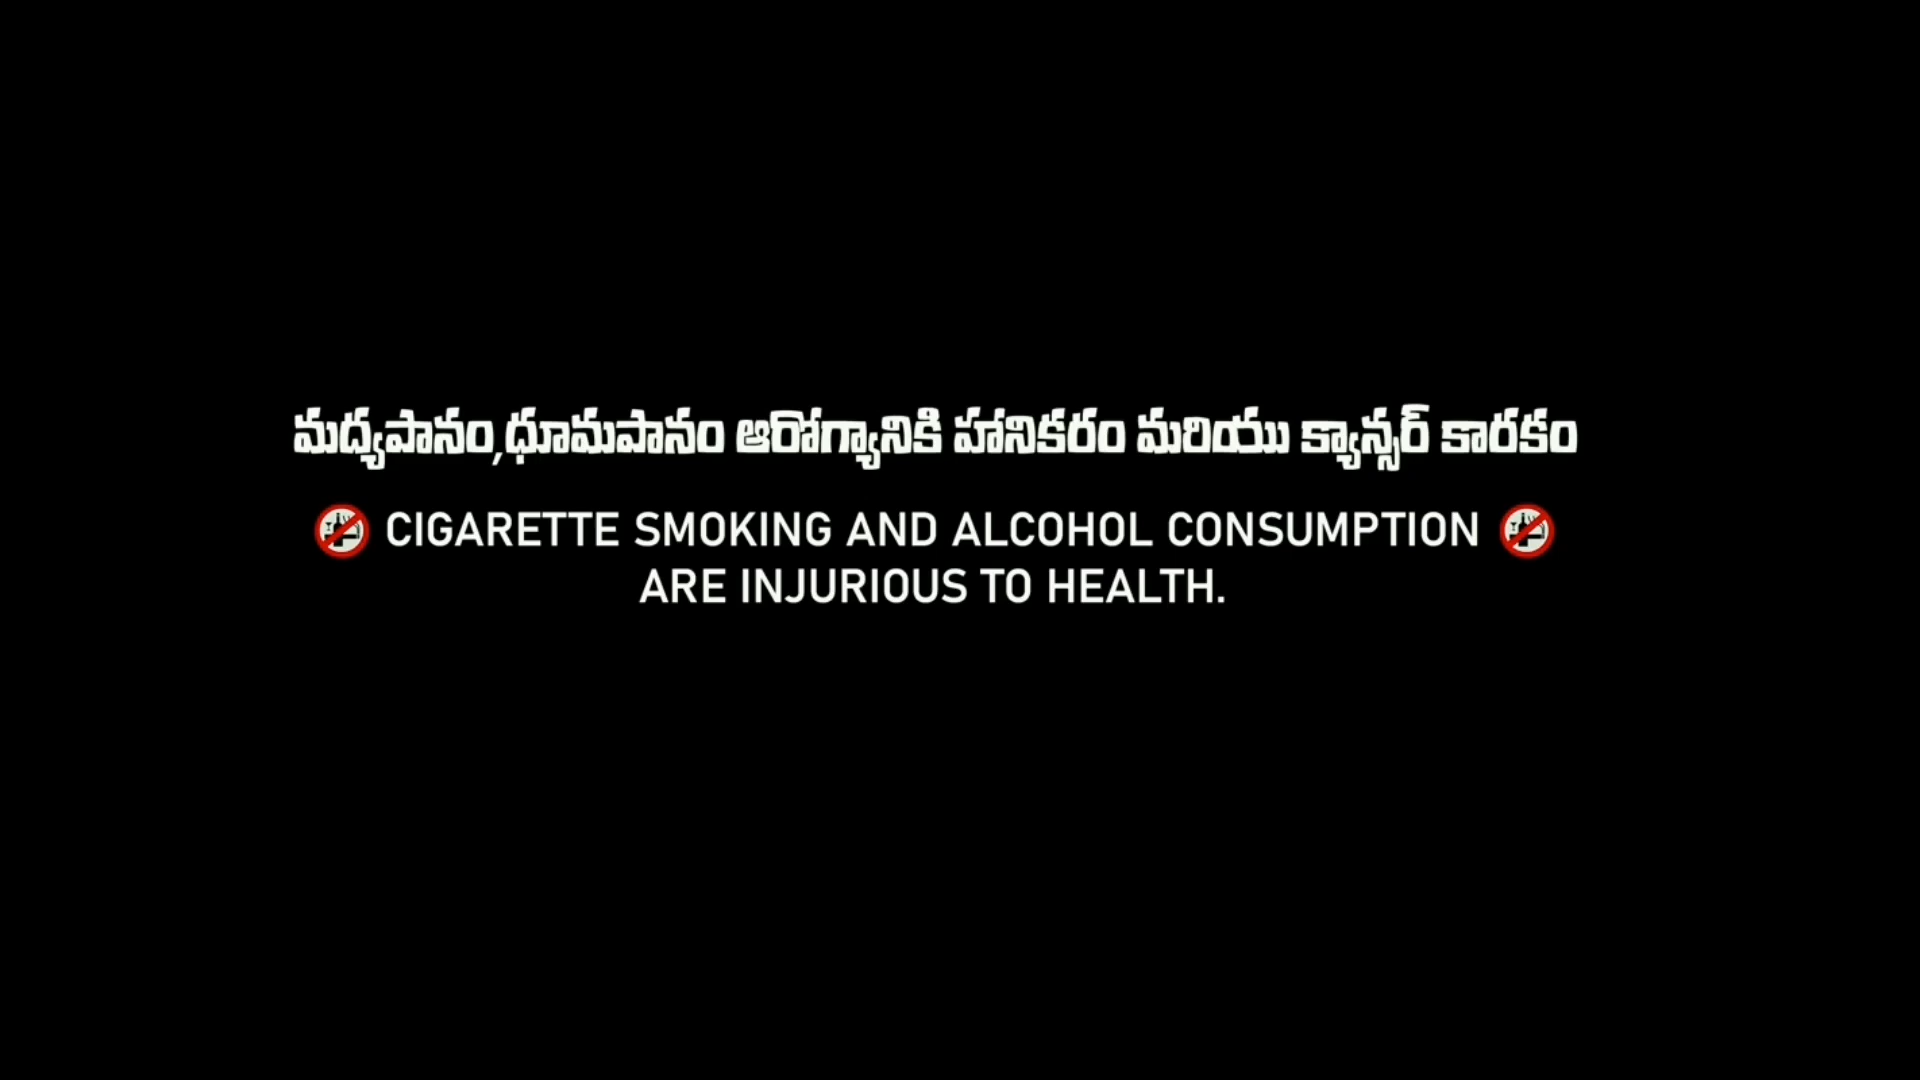 మద్యపానం,ధూమపానం ఆరోగ్యానికి హానికరం మరియు క్యాన్సర్ కారకం
CIGARETTE SMOKING AND ALCOHOL CONSUMPTION
ARE INJURIOUS TO HEALTH.